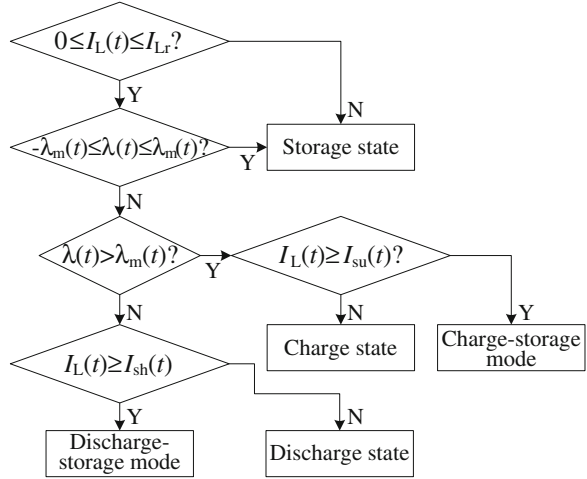 0≤I_L(t)≤I_Lr?
Y
N
-λ_m(t)≤λ(t)≤λ_m(t)?
Y
Storage state
N
λ(t)>λ_m(t)?
Y
I_L(t)≥I_su(t)?
N
N
Y
I_L(t)≥I_sh(t)
Charge state
Charge-storage
mode
Y
N
Discharge-
storage mode
Discharge state